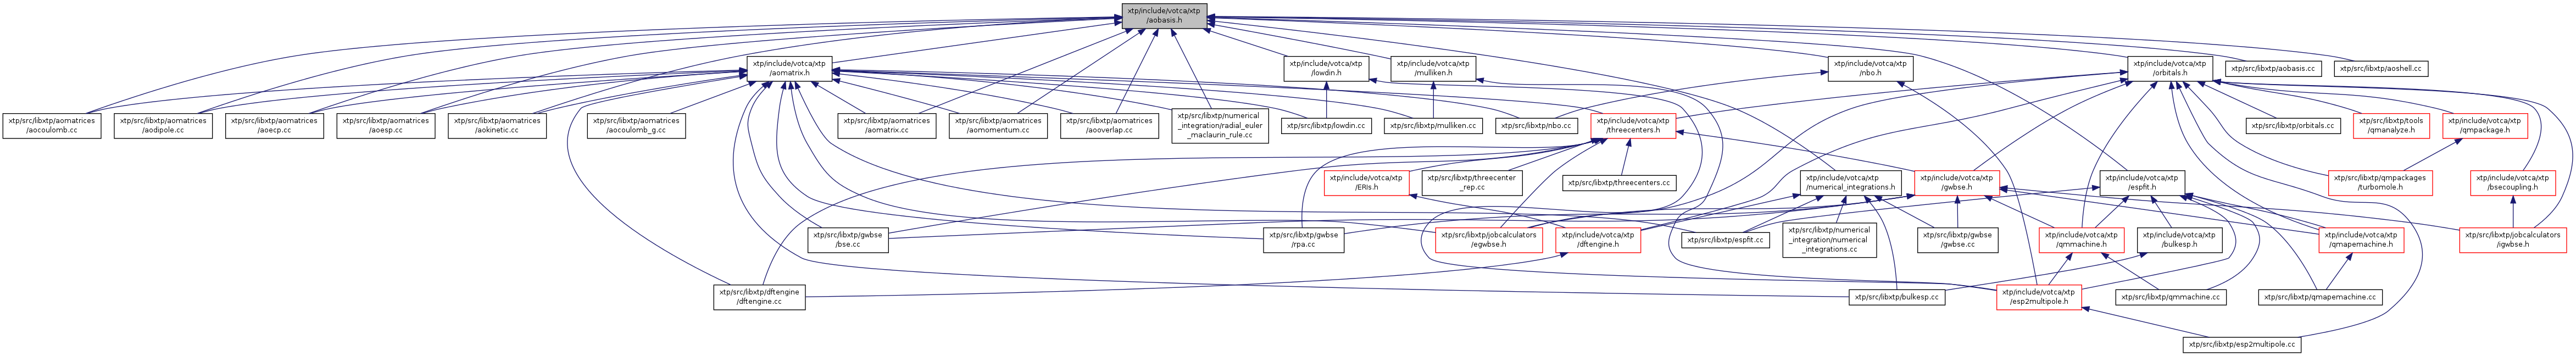 xtp/include/votca/xtp
/aobasis.h
xtp/include/votca/xtp
/aomatrix.h
xtp/include/votca/xtp
/lowdin.h
xtp/include/votca/xtp
/mulliken.h
xtp/include/votca/xtp
/nbo.h
xtp/include/votca/xtp
/orbitals.h
xtp/src/libxtp/aobasis.cc
xtp/src/libxtp/aoshell.cc
xtp/src/libxtp/aomatrices
/aocoulomb.cc
xtp/src/libxtp/aomatrices
/aodipole.cc
xtp/src/libxtp/aomatrices
/aoecp.cc
xtp/src/libxtp/aomatrices
/aoesp.cc
xtp/src/libxtp/aomatrices
/aokinetic.cc
xtp/src/libxtp/aomatrices
/aocoulomb_g.cc
xtp/src/libxtp/aomatrices
/aomatrix.cc
xtp/src/libxtp/aomatrices
/aomomentum.cc
xtp/src/libxtp/aomatrices
/aooverlap.cc
xtp/src/libxtp/numerical
_integration/radial_euler
_maclaurin_rule.cc
xtp/src/libxtp/lowdin.cc
xtp/src/libxtp/mulliken.cc
xtp/src/libxtp/nbo.cc
xtp/include/votca/xtp
/threecenters.h
xtp/src/libxtp/orbitals.cc
xtp/src/libxtp/tools
/qmanalyze.h
xtp/include/votca/xtp
/qmpackage.h
xtp/include/votca/xtp
/ERIs.h
xtp/src/libxtp/threecenter
_rep.cc
xtp/src/libxtp/threecenters.cc
xtp/include/votca/xtp
/numerical_integrations.h
xtp/include/votca/xtp
/gwbse.h
xtp/include/votca/xtp
/espfit.h
xtp/src/libxtp/qmpackages
/turbomole.h
xtp/include/votca/xtp
/bsecoupling.h
xtp/src/libxtp/gwbse
/bse.cc
xtp/src/libxtp/gwbse
/rpa.cc
xtp/src/libxtp/jobcalculators
/egwbse.h
xtp/include/votca/xtp
/dftengine.h
xtp/src/libxtp/espfit.cc
xtp/src/libxtp/numerical
_integration/numerical
_integrations.cc
xtp/src/libxtp/gwbse
/gwbse.cc
xtp/include/votca/xtp
/qmmachine.h
xtp/include/votca/xtp
/bulkesp.h
xtp/include/votca/xtp
/qmapemachine.h
xtp/src/libxtp/jobcalculators
/igwbse.h
xtp/src/libxtp/dftengine
/dftengine.cc
xtp/src/libxtp/bulkesp.cc
xtp/include/votca/xtp
/esp2multipole.h
xtp/src/libxtp/qmmachine.cc
xtp/src/libxtp/qmapemachine.cc
xtp/src/libxtp/esp2multipole.cc